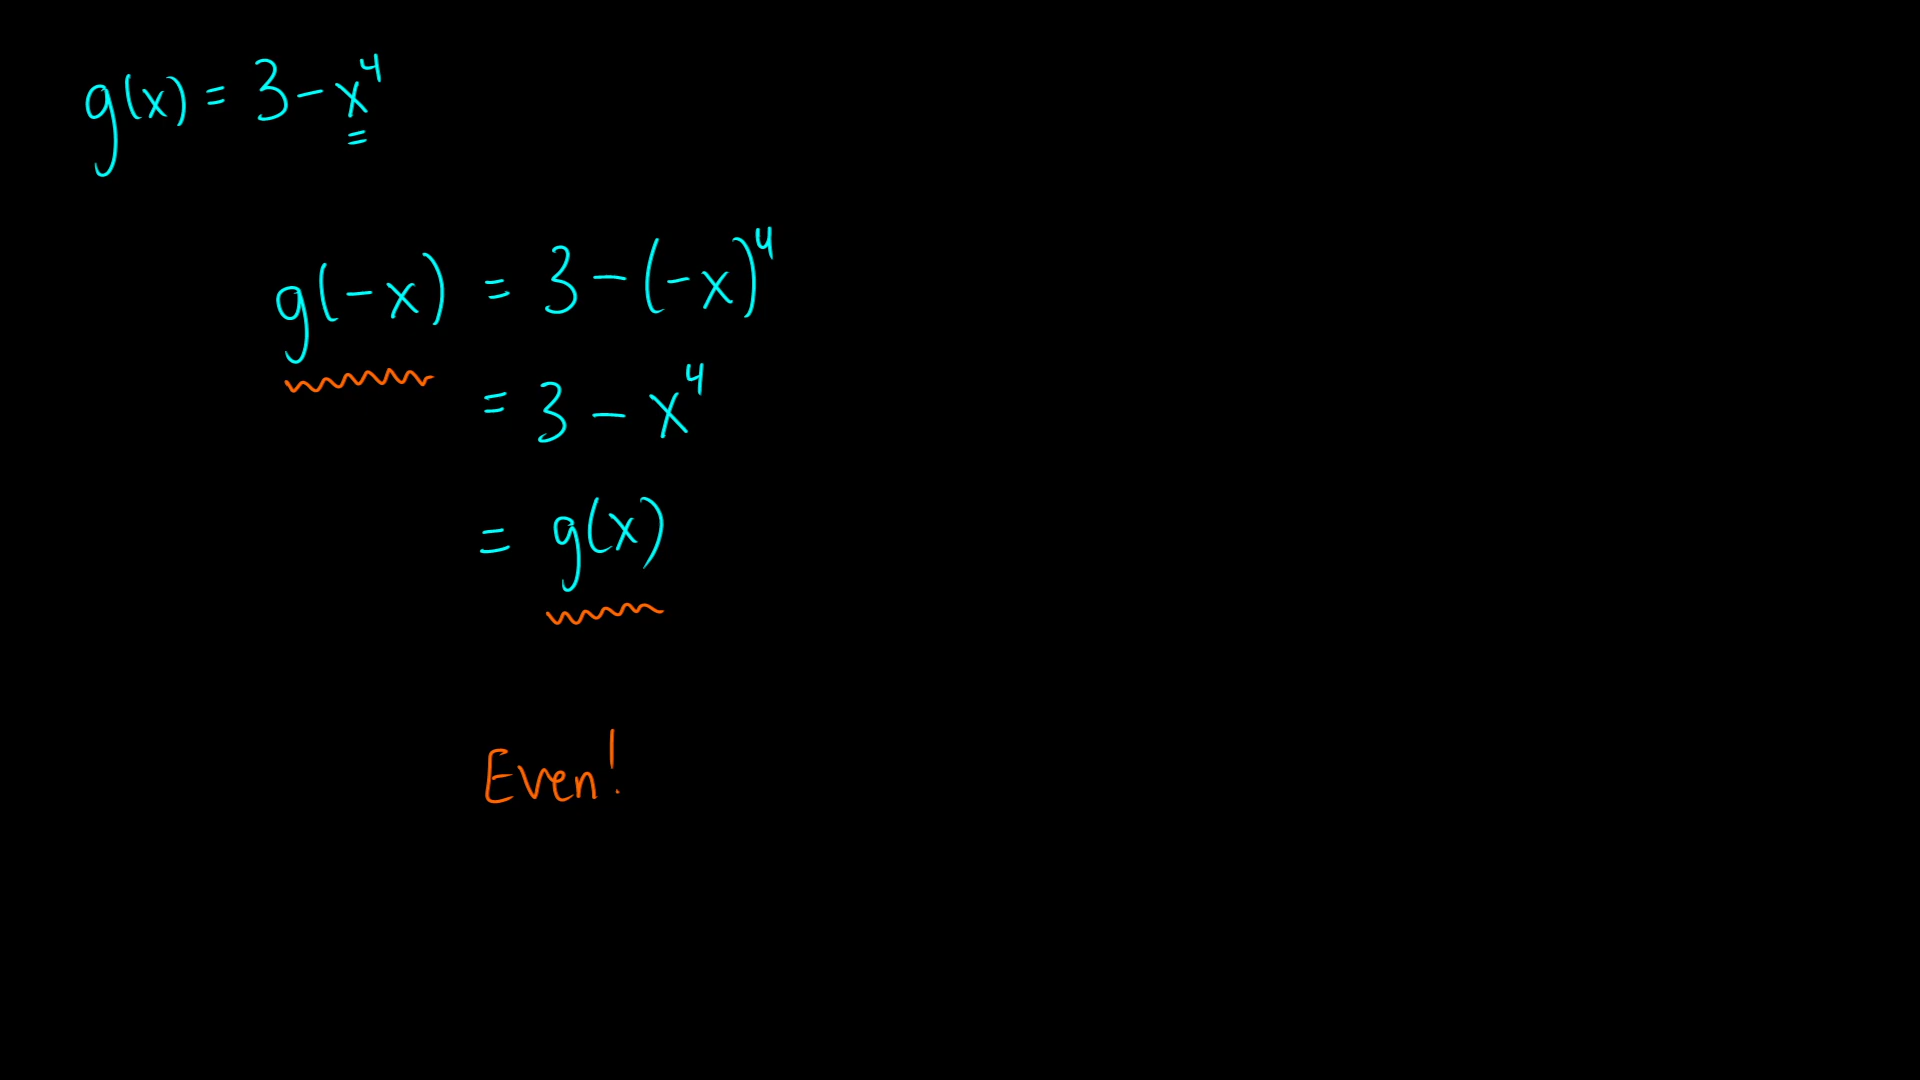 g(x) = 3 - x⁴
g(-x) = 3 - (-x)⁴
= 3 - x⁴
= g(x)
Even!